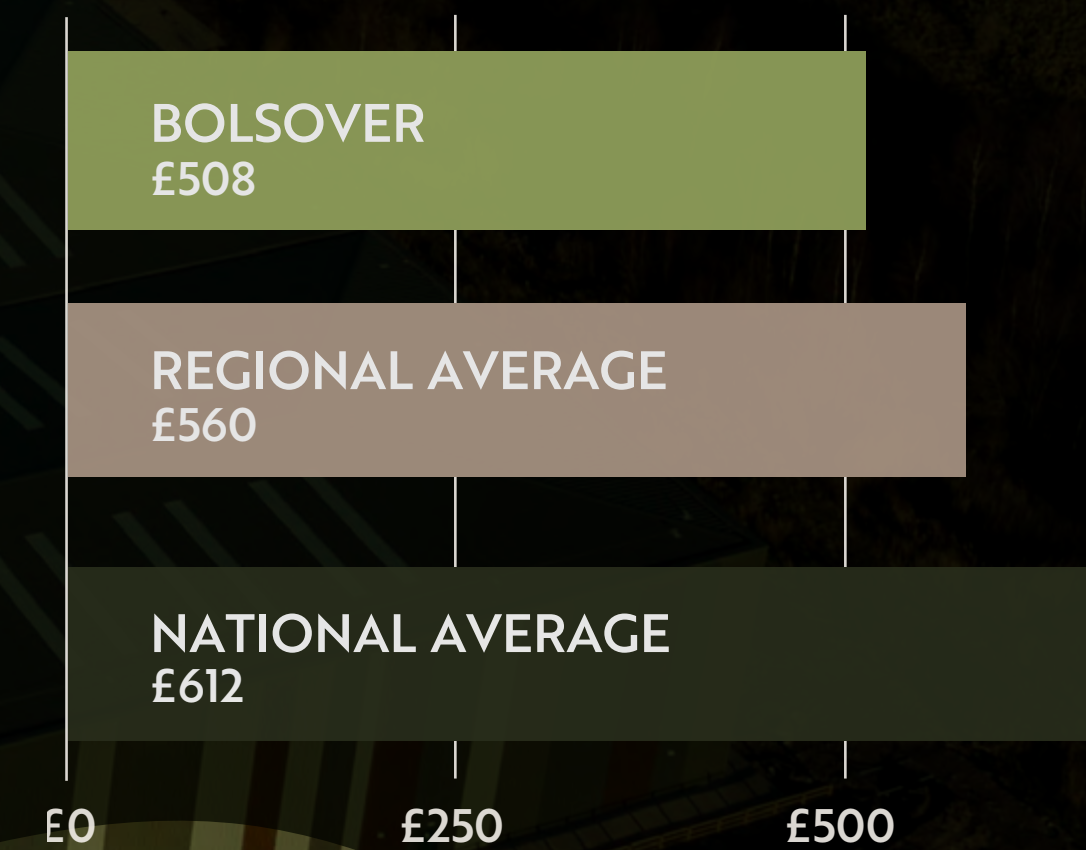 BOLSOVER
£508
REGIONAL AVERAGE
£560
NATIONAL AVERAGE
£612
£0 £250 £500